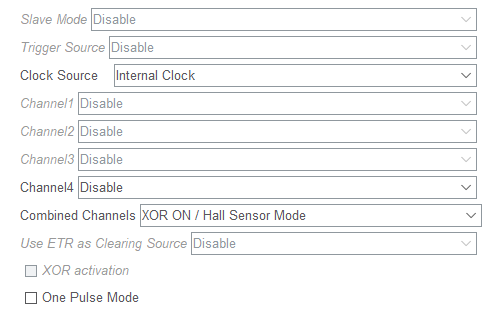 Slave Mode Disable
Trigger Source Disable
Clock Source Internal Clock
Channel1 Disable
Channel2 Disable
Channel3 Disable
Channel4 Disable
Combined Channels XOR ON / Hall Sensor Mode
Use ETR as Clearing Source Disable
XOR activation
One Pulse Mode